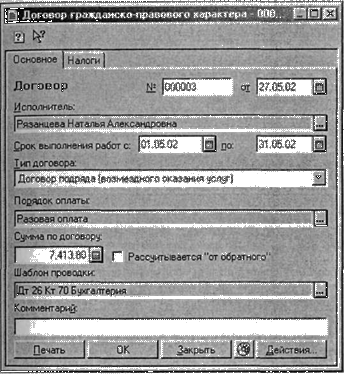 Договор гражданско-правового характера - 000...
Основное Налоги
Договор № 000003 от 27.05.02
Исполнитель:
Рязанцева Наталья Александровна ...
Срок выполнения работ с: 01.05.02 по: 31.05.02
Тип договора:
Договор подряда (возмездного оказания услуг)
Порядок оплаты:
Разовая оплата ...
Сумма по договору:
7,413.80 Рассчитывается "от обратного"
Шаблон проводки:
Дт 26 Кт 70 Бухгалтерия ...
Комментарий:
Печать OK Закрыть Действия...